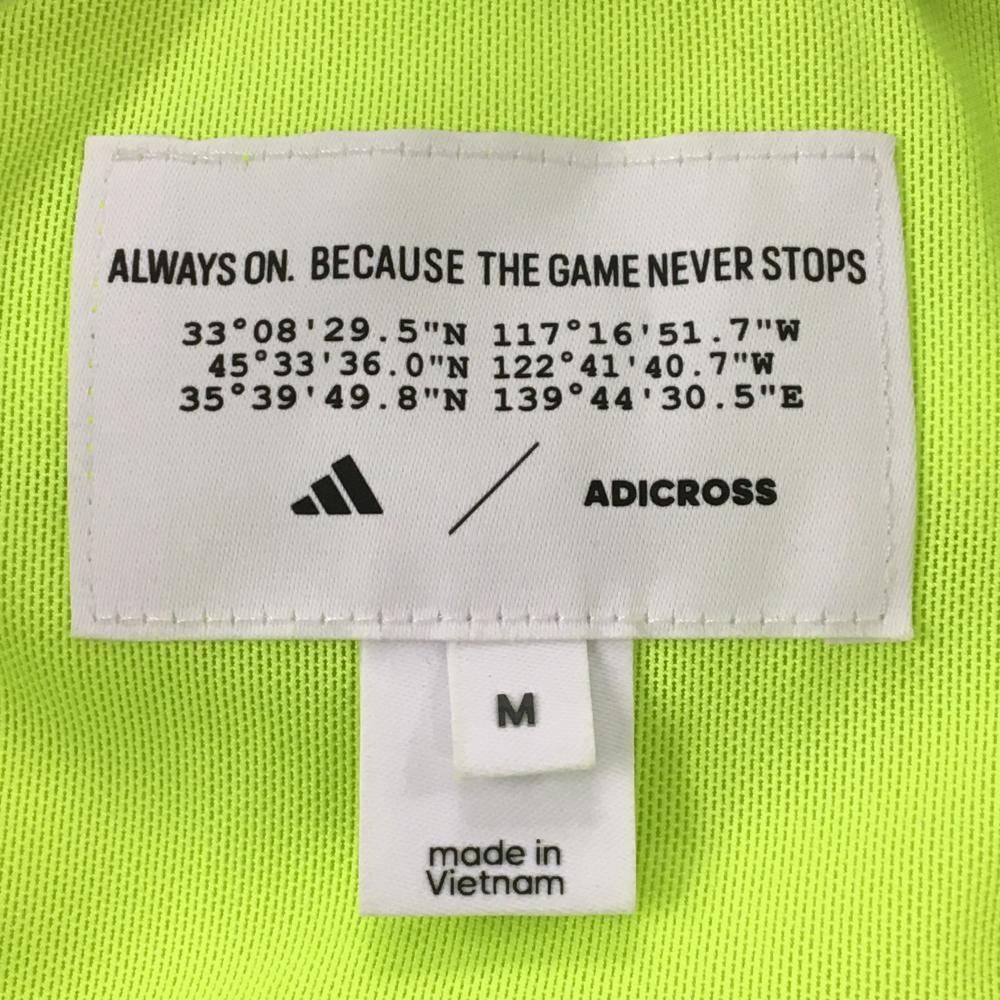 ALWAYS ON. BECAUSE THE GAME NEVER STOPS
33°08'29.5"N 117°16'51.7"W
45°33'36.0"N 122°41'40.7"W
35°39'49.8"N 139°44'30.5"E
ADICROSS
M
made in
Vietnam